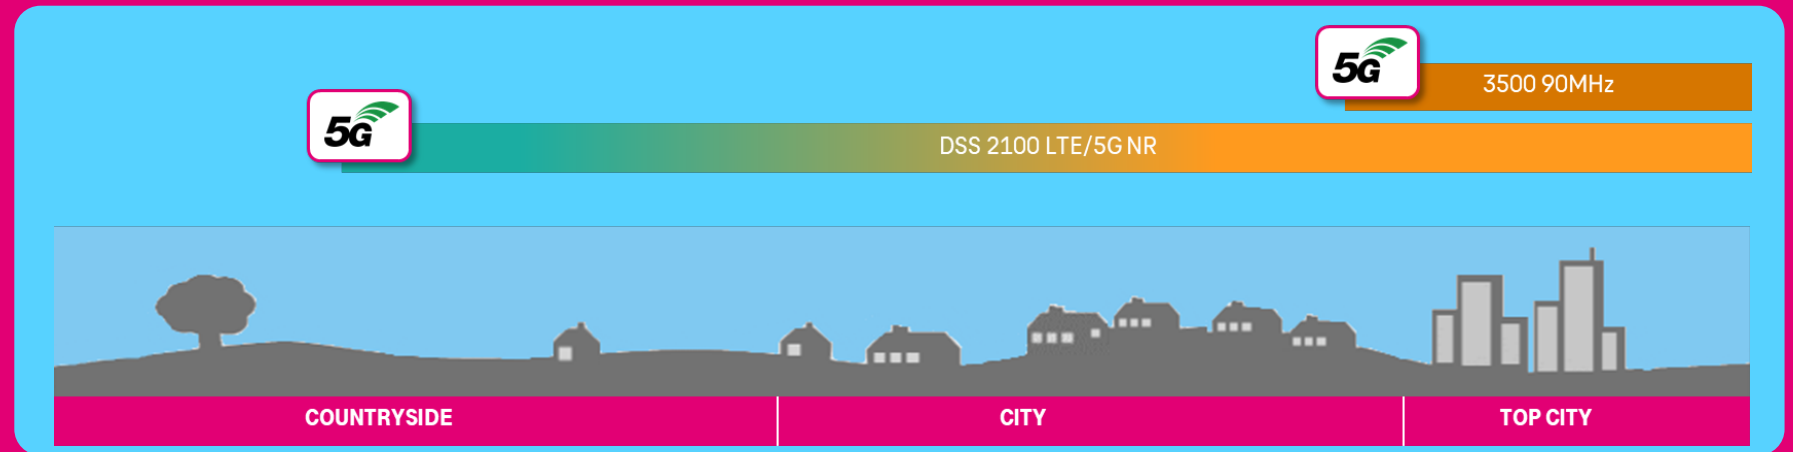 5G
3500 90MHz
5G
DSS 2100 LTE/5G NR
COUNTRYSIDE
CITY
TOP CITY